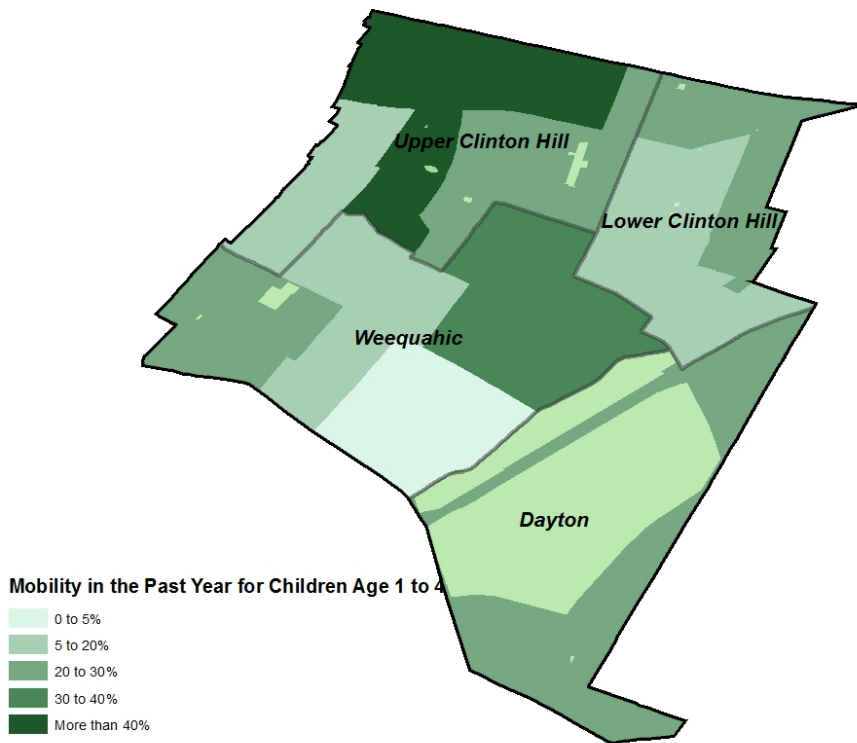 Upper Clinton Hill
Lower Clinton Hill
Weequahic
Dayton
Mobility in the Past Year for Children Age 1 to 4
0 to 5%
5 to 20%
20 to 30%
30 to 40%
More than 40%